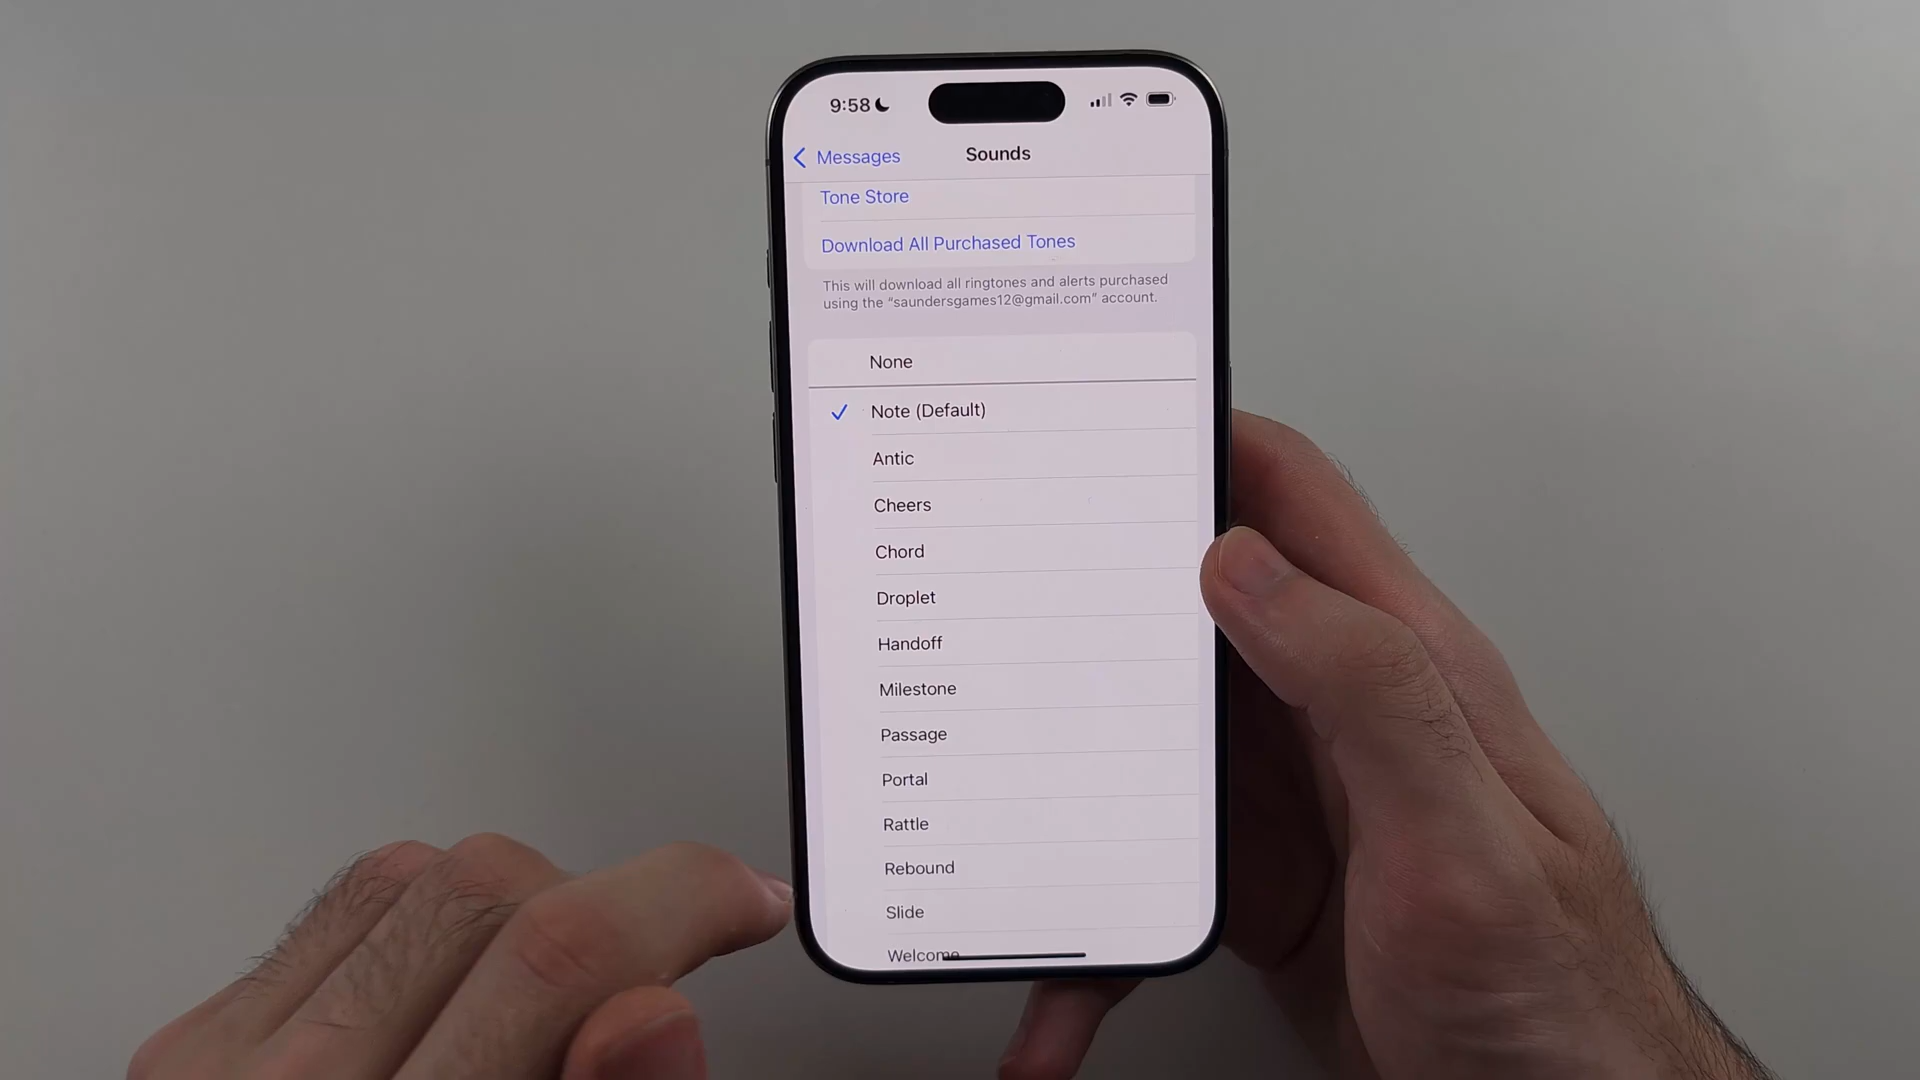 9:58
Messages
Sounds
Tone Store
Download All Purchased Tones
This will download all ringtones and alerts purchased
using the “saundersgames12@gmail.com” account.
None
Note (Default)
Antic
Cheers
Chord
Droplet
Handoff
Milestone
Passage
Portal
Rattle
Rebound
Slide
Welcome